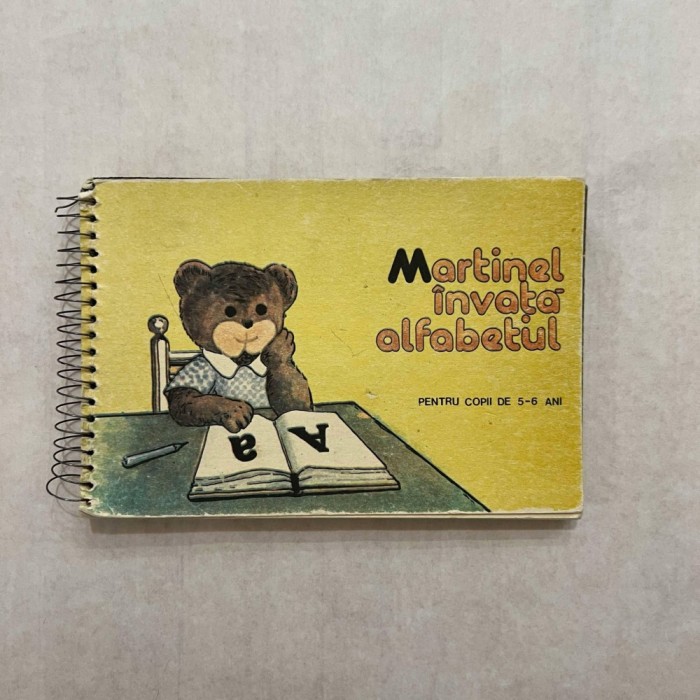 Martinel
învață
alfabetul
PENTRU COPII DE 5-6 ANI
a A